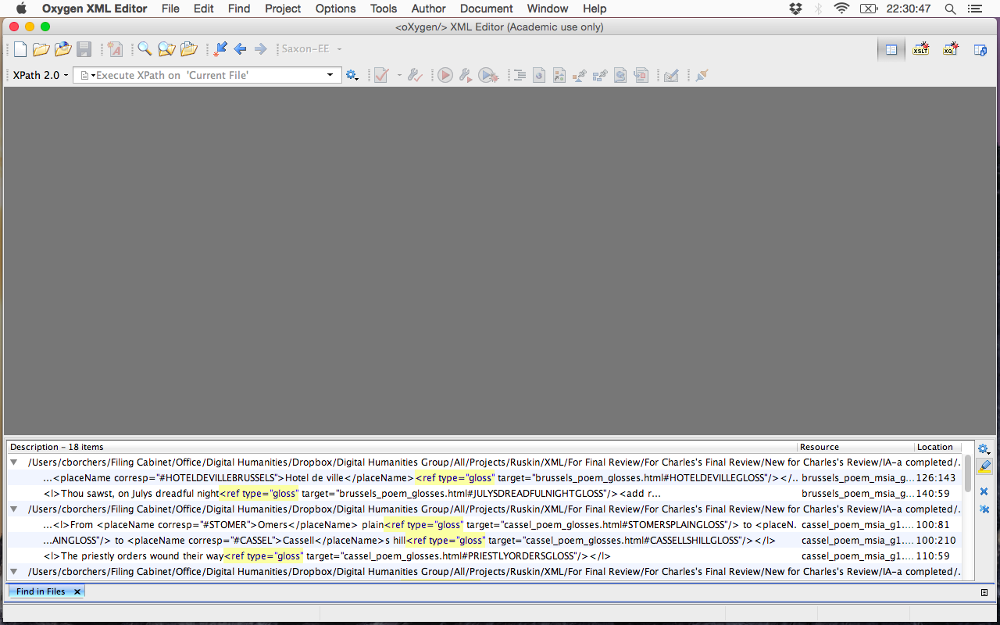 Oxygen XML Editor File Edit Find Project Options Tools Author Document Window Help 22:30:47
<oXygen/> XML Editor (Academic use only)
Saxon-EE XSLT XQ
XPath 2.0 Execute XPath on 'Current File'
Description – 18 items Resource Location
/Users/cborchers/Filing Cabinet/Office/Digital Humanities/Dropbox/Digital Humanities Group/All/Projects/Ruskin/XML/For Final Review/For Charles's Final Review/New for Charles's Review/IA-a completed/..
...<placeName corresp="#HOTELDEVILLEBRUSSELS">Hotel de ville</placeName><ref type="gloss" target="brussels_poem_glosses.html#HOTELDEVILLEGLOSS"/></.. brussels_poem_msia_g... 126:143
<l>Thou sawst, on Julys dreadful night<ref type="gloss" target="brussels_poem_glosses.html#JULYSDREADFULNIGHTGLOSS"/><add r... brussels_poem_msia_g... 140:59
/Users/cborchers/Filing Cabinet/Office/Digital Humanities/Dropbox/Digital Humanities Group/All/Projects/Ruskin/XML/For Final Review/For Charles's Final Review/New for Charles's Review/IA-a completed/..
...<l>From <placeName corresp="#STOMER">Omers</placeName> plain<ref type="gloss" target="cassel_poem_glosses.html#STOMERSPLAINGLOSS"/> to <placeN. cassel_poem_msia_g1.... 100:81
...AINGLOSS"/> to <placeName corresp="#CASSEL">Cassell</placeName>s hill<ref type="gloss" target="cassel_poem_glosses.html#CASSELLSHILLGLOSS"/></l> cassel_poem_msia_g1.... 100:210
<l>The priestly orders wound their way<ref type="gloss" target="cassel_poem_glosses.html#PRIESTLYORDERSGLOSS"/></l> cassel_poem_msia_g1.... 110:59
/Users/cborchers/Filing Cabinet/Office/Digital Humanities/Dropbox/Digital Humanities Group/All/Projects/Ruskin/XML/For Final Review/For Charles's Final Review/New for Charles's Review/IA-a completed/..
Find in Files